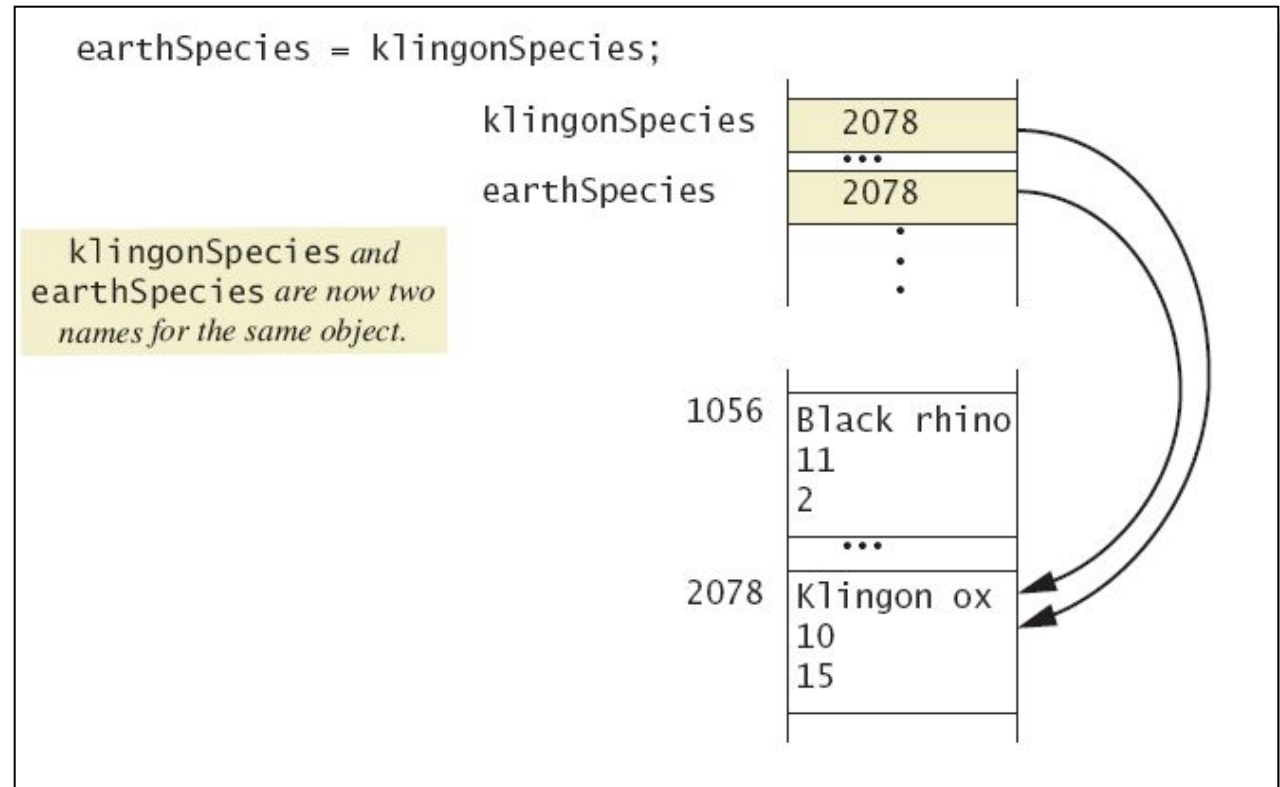 earthSpecies = klingonSpecies;
klingonSpecies 2078
...
earthSpecies 2078
klingonSpecies and
earthSpecies are now two
names for the same object.
1056 Black rhino
11
2
...
2078 Klingon ox
10
15